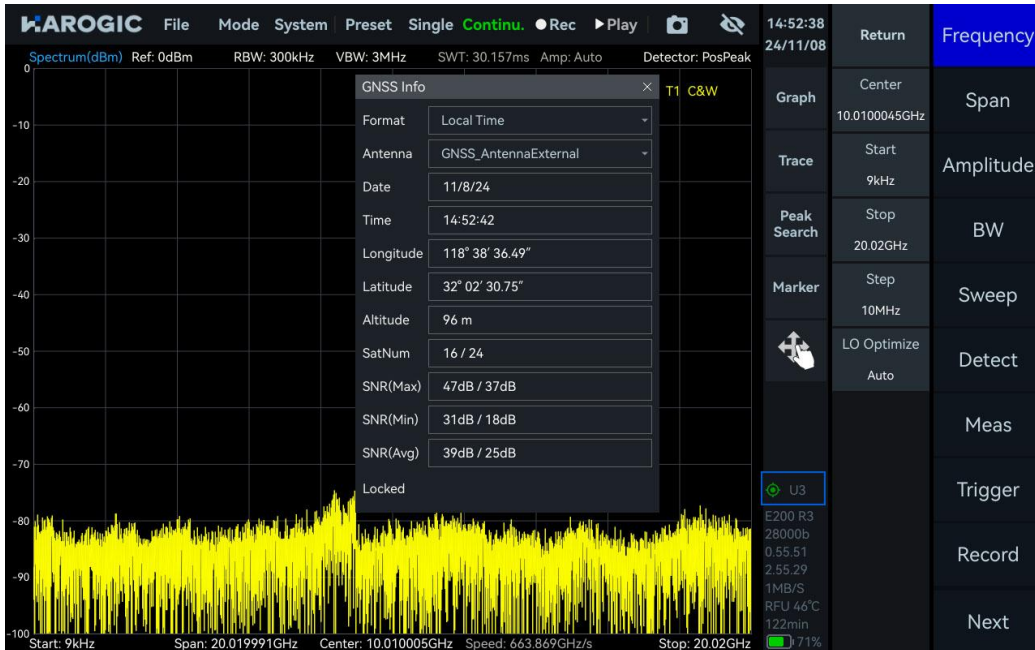 HAROGIC File Mode System Preset Single Continu. Rec Play
Spectrum(dBm) Ref: 0dBm RBW: 300kHz VBW: 3MHz SWT: 30.157ms Amp: Auto Detector: PosPeak
T1 C&W
0
-10
-20
-30
-40
-50
-60
-70
-80
-90
-100
GNSS Info
Format Local Time
Antenna GNSS_AntennaExternal
Date 11/8/24
Time 14:52:42
Longitude 118° 38′ 36.49″
Latitude 32° 02′ 30.75″
Altitude 96 m
SatNum 16 / 24
SNR(Max) 47dB / 37dB
SNR(Min) 31dB / 18dB
SNR(Avg) 39dB / 25dB
Locked
Start: 9kHz Span: 20.019991GHz Center: 10.010005GHz Speed: 663.869GHz/s Stop: 20.02GHz
14:52:38
24/11/08
Graph
Trace
Peak
Search
Marker
U3
E200 R3
28000b
0.55.51
2.55.29
1MB/S
RFU 46°C
122min
71%
Return
Center
10.0100045GHz
Start
9kHz
Stop
20.02GHz
Step
10MHz
LO Optimize
Auto
Frequency
Span
Amplitude
BW
Sweep
Detect
Meas
Trigger
Record
Next